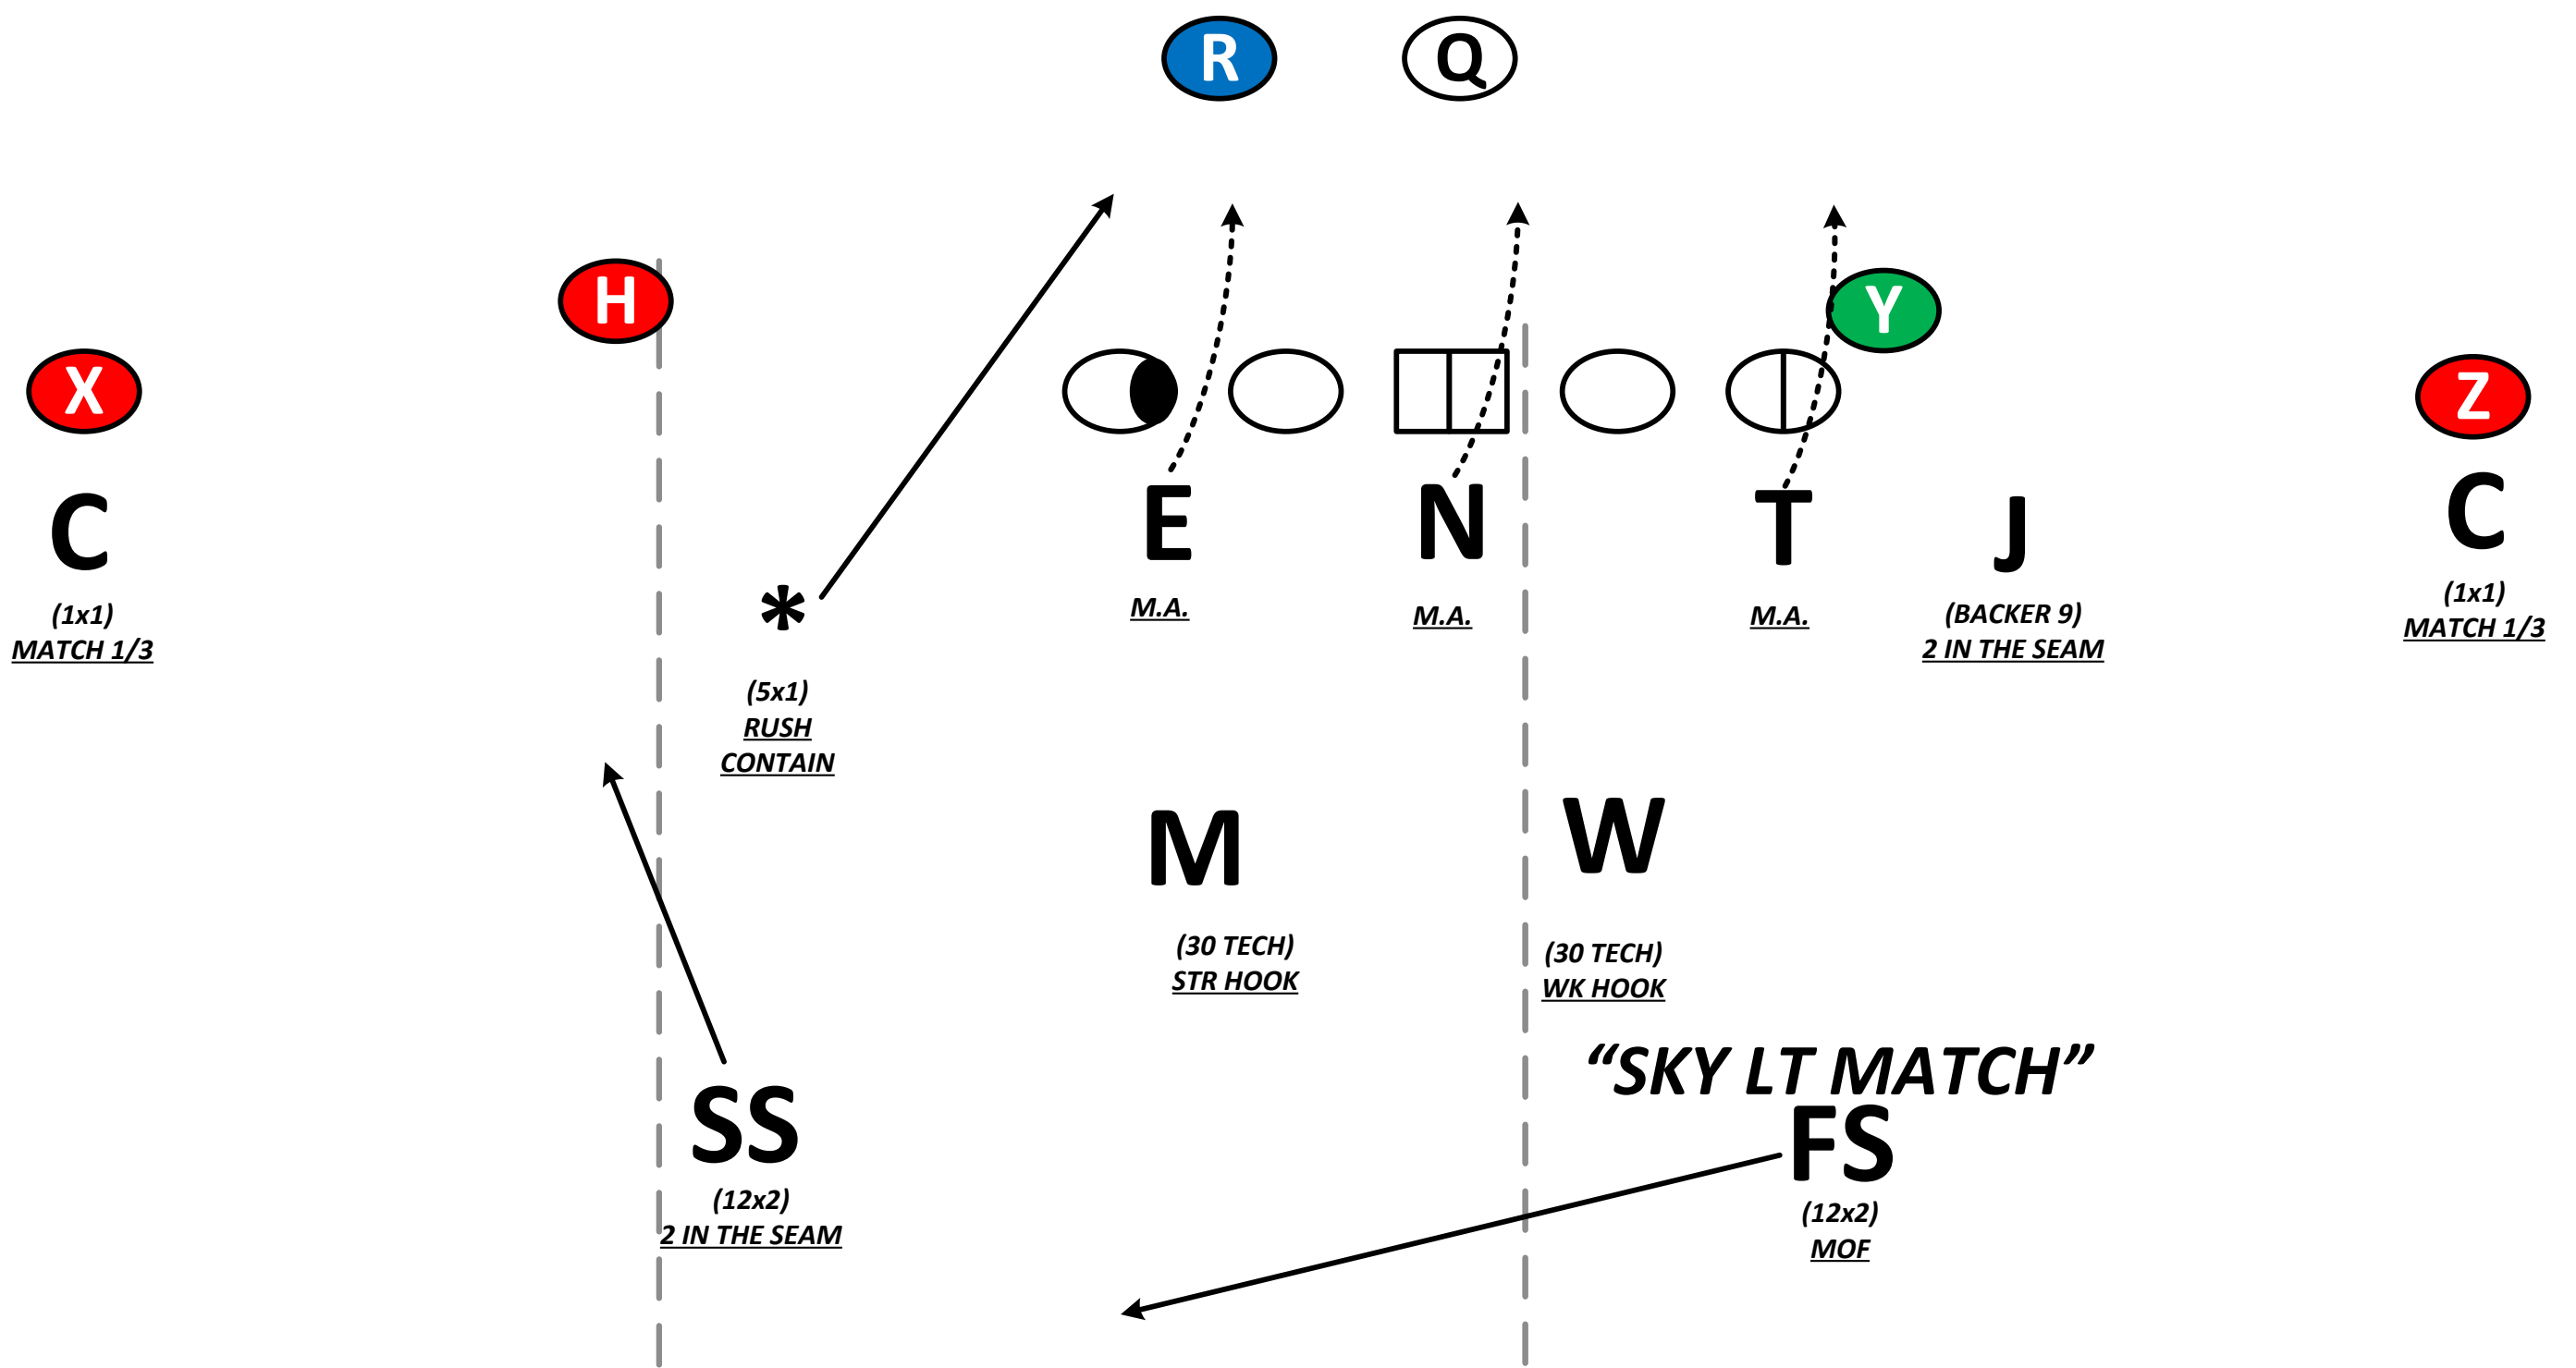 R Q
H
Y
X Z
C E N T J C
*
(1x1) M.A. M.A. M.A. (BACKER 9) (1x1)
MATCH 1/3 2 IN THE SEAM MATCH 1/3
(5x1)
RUSH
CONTAIN
M W
(30 TECH) (30 TECH)
STR HOOK WK HOOK
“SKY LT MATCH”
SS FS
(12x2) (12x2)
2 IN THE SEAM MOF